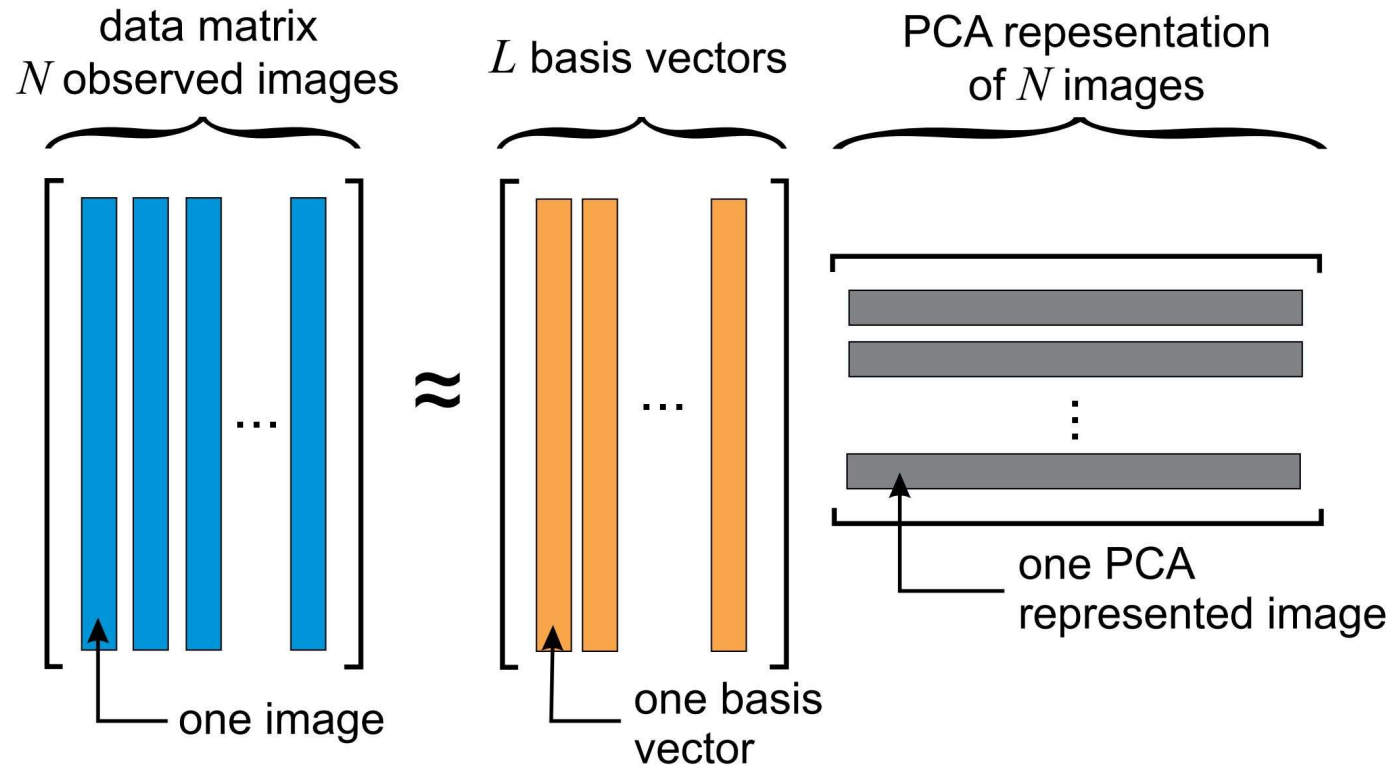 data matrix
N observed images
L basis vectors
PCA repesentation
of N images
≈
...
...
⋮
one image
one basis
vector
one PCA
represented image